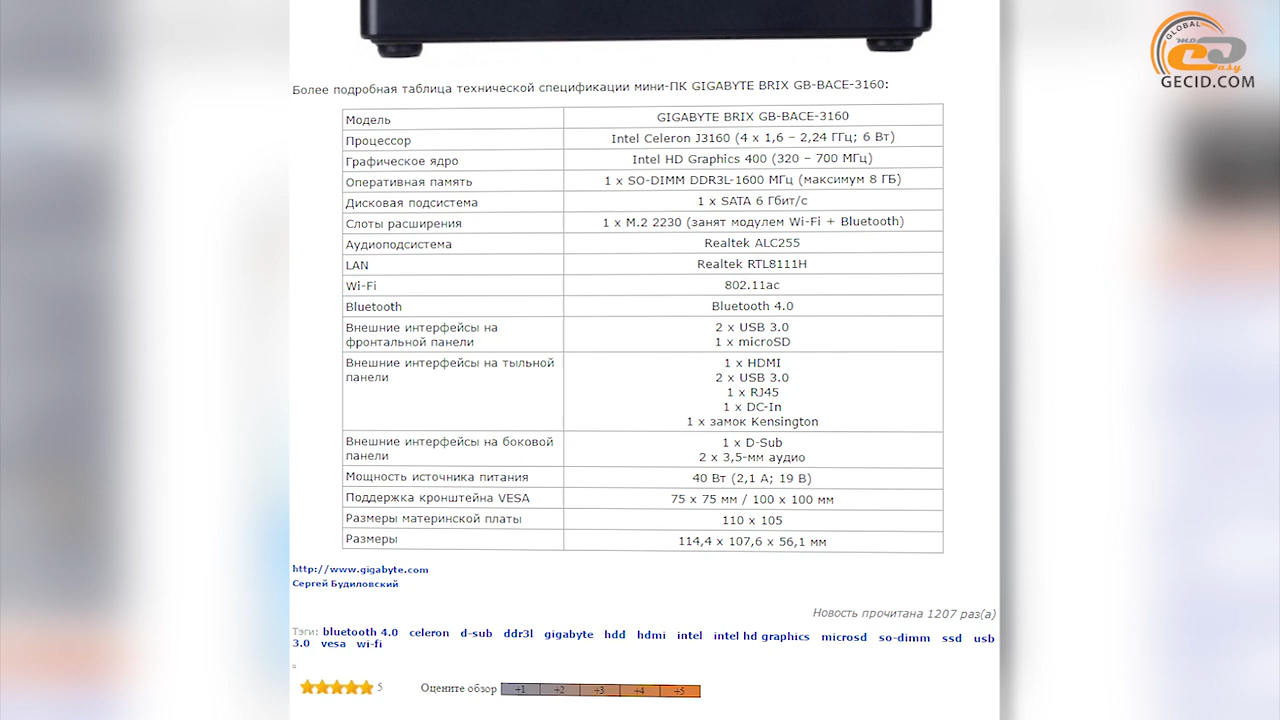 GLOBAL
easy
GECID.COM
Более подробная таблица технической спецификации мини-ПК GIGABYTE BRIX GB-BACE-3160:
Модель GIGABYTE BRIX GB-BACE-3160
Процессор Intel Celeron J3160 (4 x 1,6 – 2,24 ГГц; 6 Вт)
Графическое ядро Intel HD Graphics 400 (320 – 700 МГц)
Оперативная память 1 x SO-DIMM DDR3L-1600 МГц (максимум 8 ГБ)
Дисковая подсистема 1 x SATA 6 Гбит/с
Слоты расширения 1 x M.2 2230 (занят модулем Wi-Fi + Bluetooth)
Аудиоподсистема Realtek ALC255
LAN Realtek RTL8111H
Wi-Fi 802.11ac
Bluetooth Bluetooth 4.0
Внешние интерфейсы на 2 x USB 3.0
фронтальной панели 1 x microSD
Внешние интерфейсы на тыльной 1 x HDMI
панели 2 x USB 3.0
1 x RJ45
1 x DC-In
1 x замок Kensington
Внешние интерфейсы на боковой 1 x D-Sub
панели 2 x 3,5-мм аудио
Мощность источника питания 40 Вт (2,1 А; 19 В)
Поддержка кронштейна VESA 75 x 75 мм / 100 x 100 мм
Размеры материнской платы 110 x 105
Размеры 114,4 x 107,6 x 56,1 мм
http://www.gigabyte.com
Сергей Будиловский
Новость прочитана 1207 раз(а)
Тэги: bluetooth 4.0 celeron d-sub ddr3l gigabyte hdd hdmi intel intel hd graphics microsd so-dimm ssd usb
3.0 vesa wi-fi
5 Оцените обзор +1 +2 +3 +4 +5